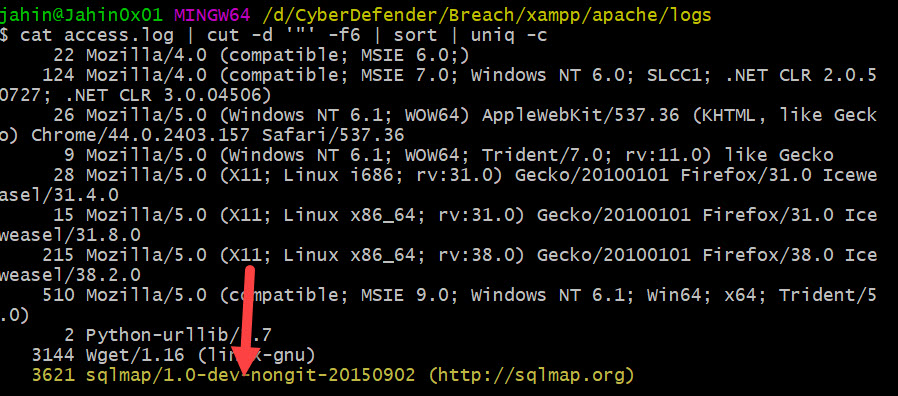 jahin@Jahin0x01 MINGW64 /d/CyberDefender/Breach/xampp/apache/logs
$ cat access.log | cut -d '"' -f6 | sort | uniq -c
22 Mozilla/4.0 (compatible; MSIE 6.0;)
124 Mozilla/4.0 (compatible; MSIE 7.0; Windows NT 6.0; SLCC1; .NET CLR 2.0.5
0727; .NET CLR 3.0.04506)
26 Mozilla/5.0 (Windows NT 6.1; WOW64) AppleWebKit/537.36 (KHTML, like Geck
o) Chrome/44.0.2403.157 Safari/537.36
9 Mozilla/5.0 (Windows NT 6.1; WOW64; Trident/7.0; rv:11.0) like Gecko
28 Mozilla/5.0 (X11; Linux i686; rv:31.0) Gecko/20100101 Firefox/31.0 Icewe
asel/31.4.0
15 Mozilla/5.0 (X11; Linux x86_64; rv:31.0) Gecko/20100101 Firefox/31.0 Ice
weasel/31.8.0
215 Mozilla/5.0 (X11; Linux x86_64; rv:38.0) Gecko/20100101 Firefox/38.0 Ice
weasel/38.2.0
510 Mozilla/5.0 (compatible; MSIE 9.0; Windows NT 6.1; Win64; x64; Trident/5
.0)
2 Python-urllib/.7
3144 Wget/1.16 (linux-gnu)
3621 sqlmap/1.0-dev-nongit-20150902 (http://sqlmap.org)